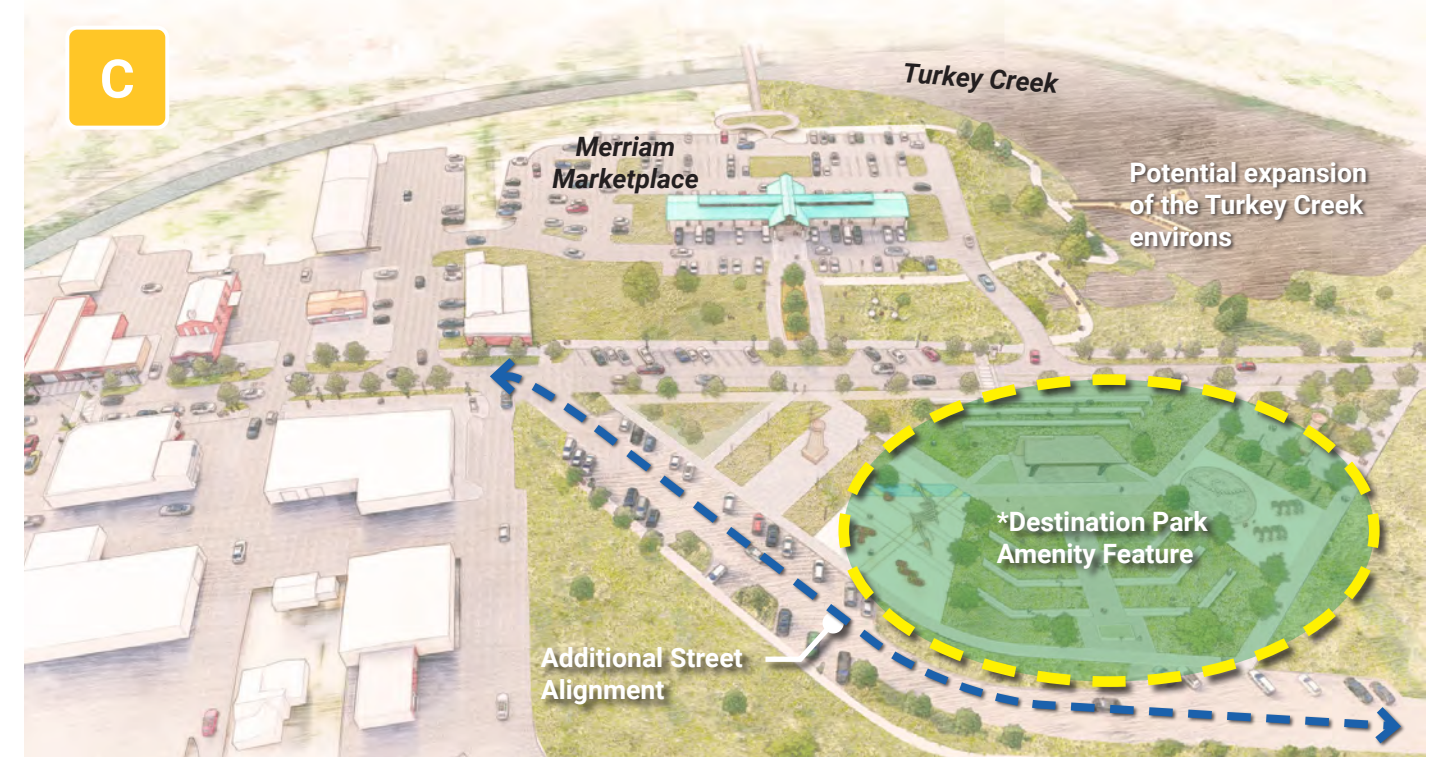 C
Turkey Creek
Merriam
Marketplace
Potential expansion
of the Turkey Creek
environs
*Destination Park
Amenity Feature
Additional Street
Alignment